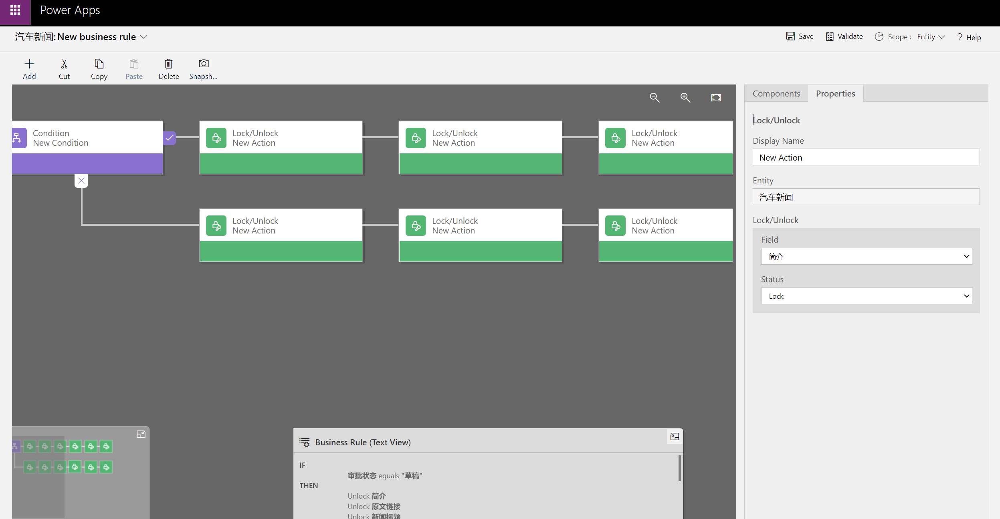 Power Apps
汽车新闻: New business rule
Save
Validate
Scope :
Entity
? Help
Add
Cut
Copy
Paste
Delete
Snapsh...
Components
Properties
Condition
New Condition
Lock/Unlock
New Action
Lock/Unlock
New Action
Lock/Unlock
New Action
Lock/Unlock
New Action
Lock/Unlock
New Action
Lock/Unlock
New Action
Lock/Unlock
Display Name
New Action
Entity
汽车新闻
Lock/Unlock
Field
简介
Status
Lock
Business Rule (Text View)
IF
审批状态 equals "草稿"
THEN
Unlock 简介
Unlock 原文链接
Unlock 新闻标题